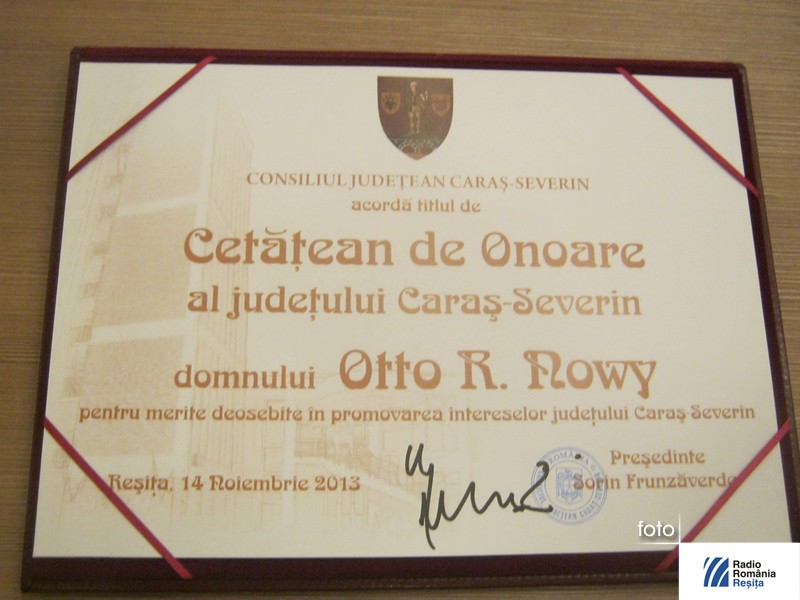 CONSILIUL JUDEȚEAN CARAȘ-SEVERIN
acordă titlul de
Cetățean de Onoare
al județului Caraș-Severin
domnului Otto R. Nowy
pentru merite deosebite în promovarea intereselor județului Caraș-Severin
Reșița, 14 Noiembrie 2013
Președinte
Sorin Frunzăverde
ROMÂNIA
foto
Radio
România
Reșița